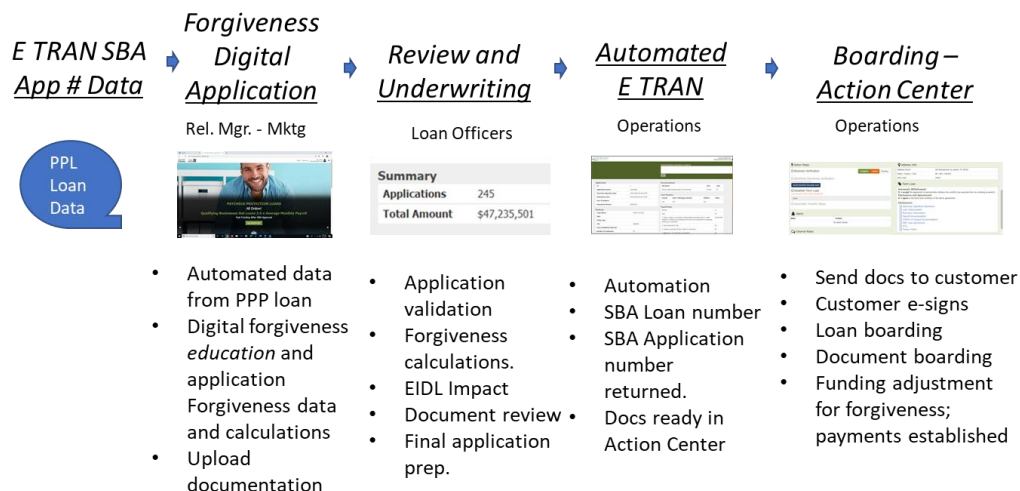 E TRAN SBA
App # Data
PPL
Loan
Data
Forgiveness
Digital
Application
Rel. Mgr. - Mktg
PAYCHECK PROTECTION LOANS
• Automated data
from PPP loan
• Digital forgiveness
education and
application
Forgiveness data
and calculations
• Upload
documentation
Review and
Underwriting
Loan Officers
Summary
Applications 245
Total Amount $47,235,501
• Application
validation
• Forgiveness
calculations.
• EIDL Impact
• Document review
• Final application
prep.
Automated
E TRAN
Operations
• Automation
• SBA Loan number
• SBA Application
number
returned.
• Docs ready in
Action Center
Boarding –
Action Center
Operations
• Send docs to customer
• Customer e-signs
• Loan boarding
• Document boarding
• Funding adjustment
for forgiveness;
payments established